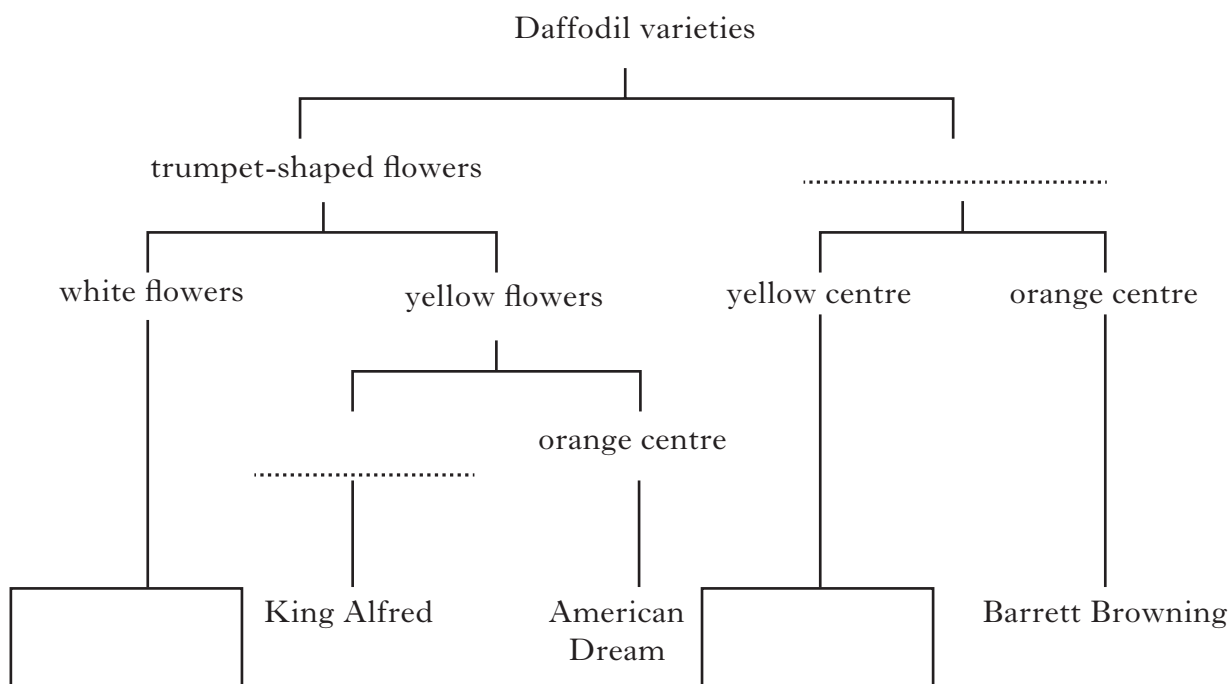 Daffodil varieties
trumpet-shaped flowers
white flowers
yellow flowers
yellow centre
orange centre
orange centre
King Alfred
American
Dream
Barrett Browning